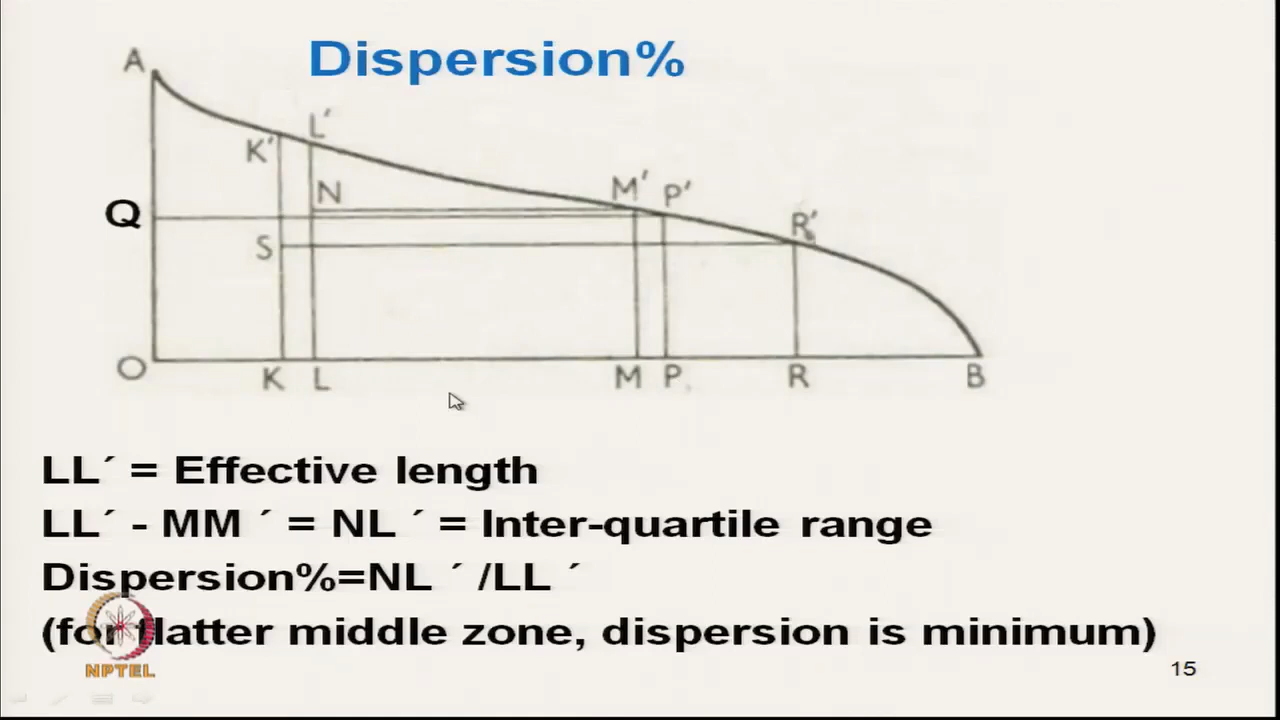 Dispersion%
A
L´
K´
N
M´ P´
Q
R´
S
O K L M P R B
LL´ = Effective length
LL´ - MM ´ = NL ´ = Inter-quartile range
Dispersion%=NL ´ /LL ´
(for flatter middle zone, dispersion is minimum)
NPTEL
15